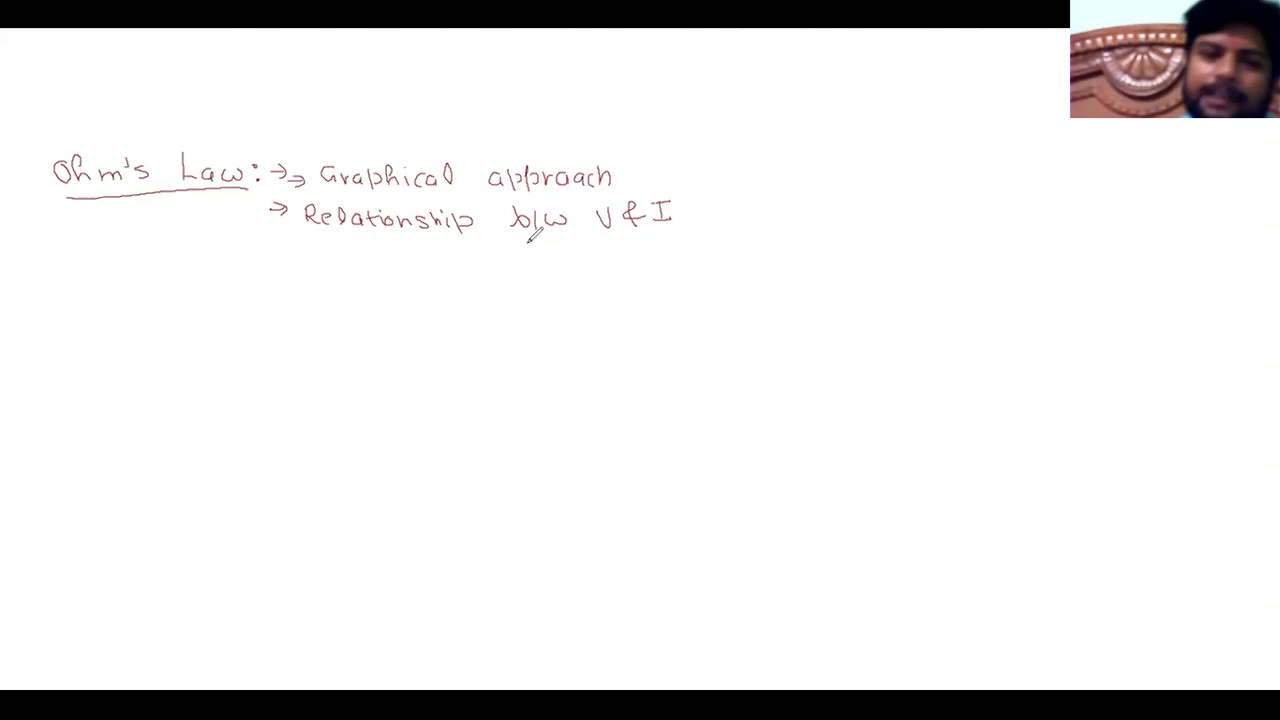 Ohm's Law: →→ Graphical approach
→ Relationship b/w V & I